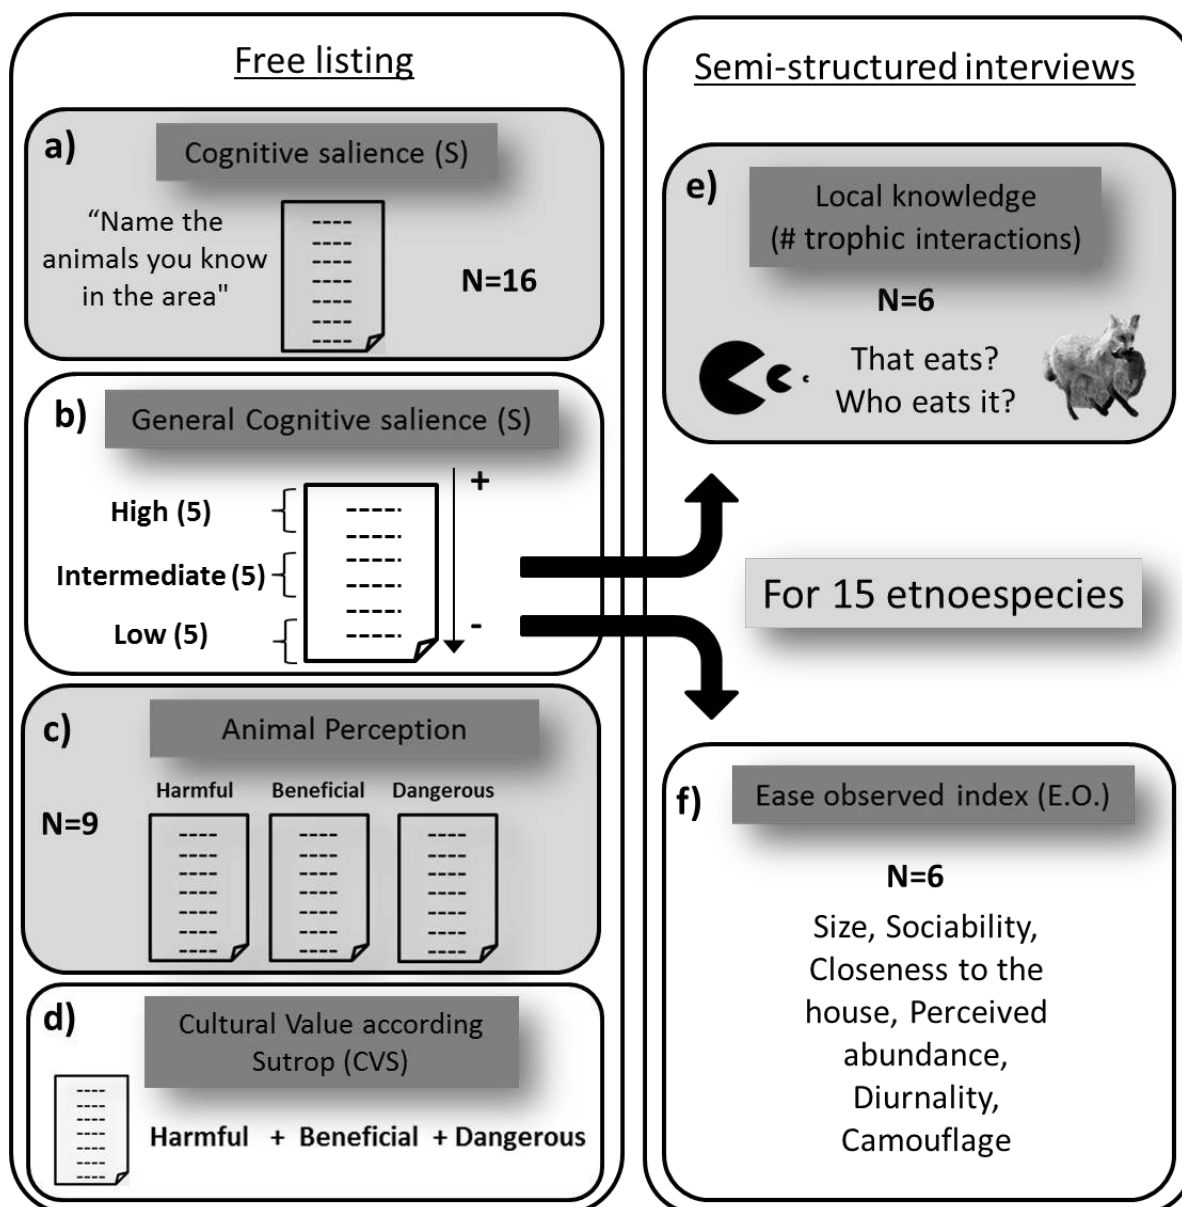 Free listing
a)
Cognitive salience (S)
“Name the
animals you know
in the area"
N=16
b)
General Cognitive salience (S)
+
High (5)
Intermediate (5)
Low (5)
-
c)
Animal Perception
Harmful
Beneficial
Dangerous
N=9
d)
Cultural Value according
Sutrop (CVS)
Harmful + Beneficial + Dangerous
Semi-structured interviews
e)
Local knowledge
(# trophic interactions)
N=6
That eats?
Who eats it?
For 15 etnoespecies
f)
Ease observed index (E.O.)
N=6
Size, Sociability,
Closeness to the
house, Perceived
abundance,
Diurnality,
Camouflage